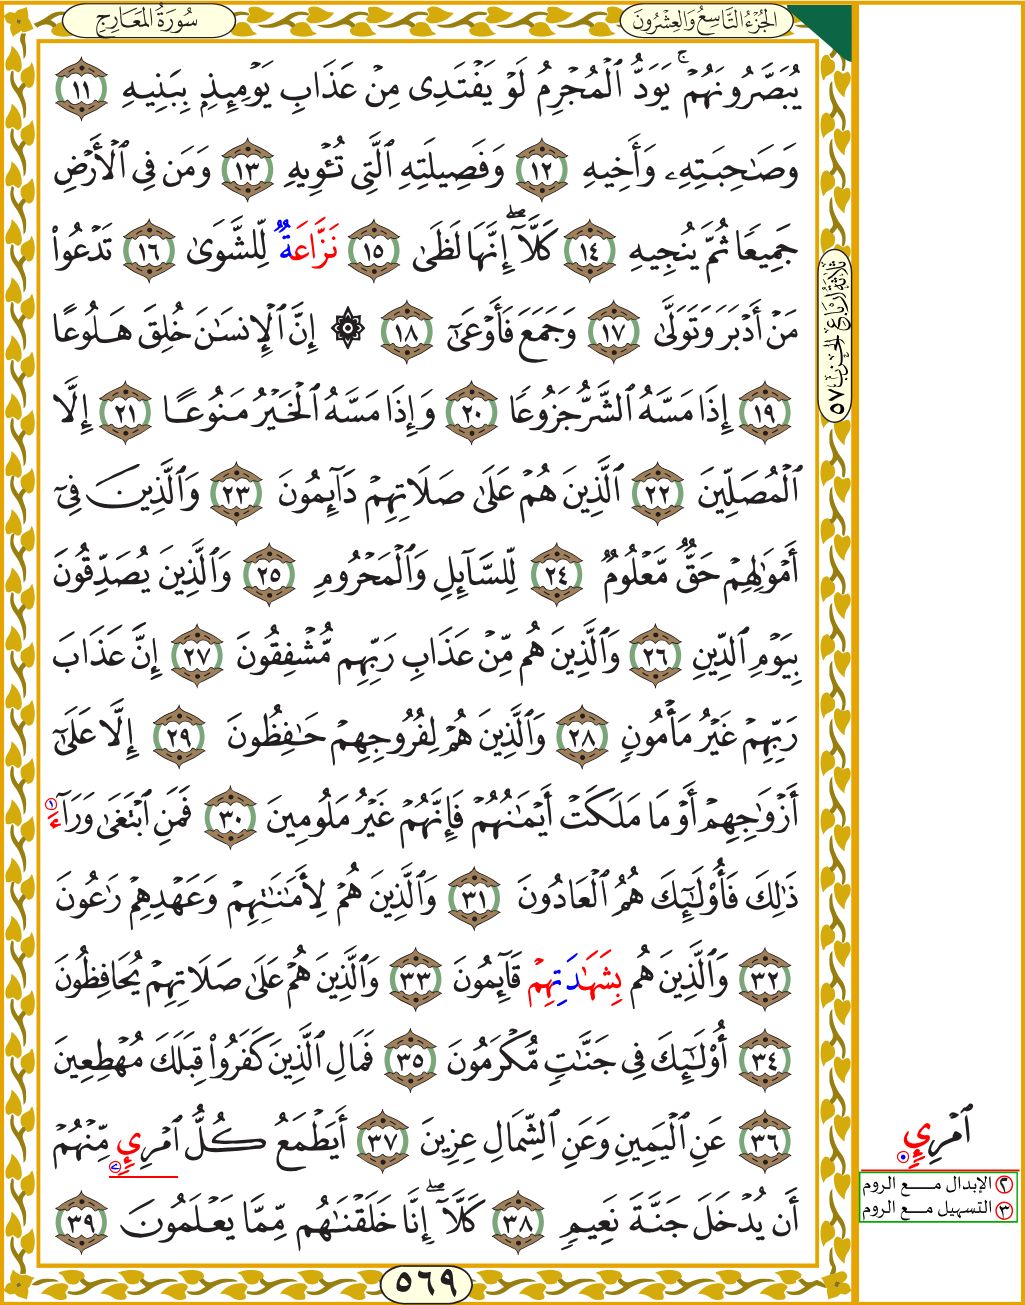 سُورَةُ المَعَارِجِ
الجُزْءُ التَّاسِعُ وَالعِشْرُونَ
يُبَصَّرُونَهُمْۚ يَوَدُّ ٱلْمُجْرِمُ لَوْ يَفْتَدِى مِنْ عَذَابِ يَوْمِئِذِۭ بِبَنِيهِ ١١
وَصَـٰحِبَتِهِۦ وَأَخِيهِ ١٢ وَفَصِيلَتِهِ ٱلَّتِى تُـْٔوِيهِ ١٣ وَمَن فِى ٱلْأَرْضِ
جَمِيعًا ثُمَّ يُنجِيهِ ١٤ كَلَّآۖ إِنَّهَا لَظَىٰ ١٥ نَزَّاعَةٌ لِّلشَّوَىٰ ١٦ تَدْعُوا۟
مَنْ أَدْبَرَ وَتَوَلَّىٰ ١٧ وَجَمَعَ فَأَوْعَىٰٓ ١٨ ۞ إِنَّ ٱلْإِنسَـٰنَ خُلِقَ هَلُوعًا
١٩ إِذَا مَسَّهُ ٱلشَّرُّ جَزُوعًا ٢٠ وَإِذَا مَسَّهُ ٱلْخَيْرُ مَنُوعًا ٢١ إِلَّا
ٱلْمُصَلِّينَ ٢٢ ٱلَّذِينَ هُمْ عَلَىٰ صَلَاتِهِمْ دَآئِمُونَ ٢٣ وَٱلَّذِينَ فِىٓ
أَمْوَٰلِهِمْ حَقٌّ مَّعْلُومٌ ٢٤ لِّلسَّآئِلِ وَٱلْمَحْرُومِ ٢٥ وَٱلَّذِينَ يُصَدِّقُونَ
بِيَوْمِ ٱلدِّينِ ٢٦ وَٱلَّذِينَ هُم مِّنْ عَذَابِ رَبِّهِم مُّشْفِقُونَ ٢٧ إِنَّ عَذَابَ
رَبِّهِمْ غَيْرُ مَأْمُونٍ ٢٨ وَٱلَّذِينَ هُمْ لِفُرُوجِهِمْ حَـٰفِظُونَ ٢٩ إِلَّا عَلَىٰٓ
أَزْوَٰجِهِمْ أَوْ مَا مَلَكَتْ أَيْمَـٰنُهُمْ فَإِنَّهُمْ غَيْرُ مَلُومِينَ ٣٠ فَمَنِ ٱبْتَغَىٰ وَرَآءَ ١
ذَٰلِكَ فَأُو۟لَـٰٓئِكَ هُمُ ٱلْعَادُونَ ٣١ وَٱلَّذِينَ هُمْ لِأَمَـٰنَـٰتِهِمْ وَعَهْدِهِمْ رَٰعُونَ
٣٢ وَٱلَّذِينَ هُم بِشَهَـٰدَتِهِمْ قَآئِمُونَ ٣٣ وَٱلَّذِينَ هُمْ عَلَىٰ صَلَاتِهِمْ يُحَافِظُونَ
٣٤ أُو۟لَـٰٓئِكَ فِى جَنَّـٰتٍ مُّكْرَمُونَ ٣٥ فَمَالِ ٱلَّذِينَ كَفَرُوا۟ قِبَلَكَ مُهْطِعِينَ
٣٦ عَنِ ٱلْيَمِينِ وَعَنِ ٱلشِّمَالِ عِزِينَ ٣٧ أَيَطْمَعُ كُلُّ ٱمْرِىٍٕ ٢ مِّنْهُمْ
أَن يُدْخَلَ جَنَّةَ نَعِيمٍ ٣٨ كَلَّآۖ إِنَّا خَلَقْنَـٰهُم مِّمَّا يَعْلَمُونَ ٣٩
٥٦٩
ثلاثة أرباع الحزب ٥٧
ٱمْرِىٍٕ
٢ الإبدال مـع الروم
٣ التسهيل مـع الروم